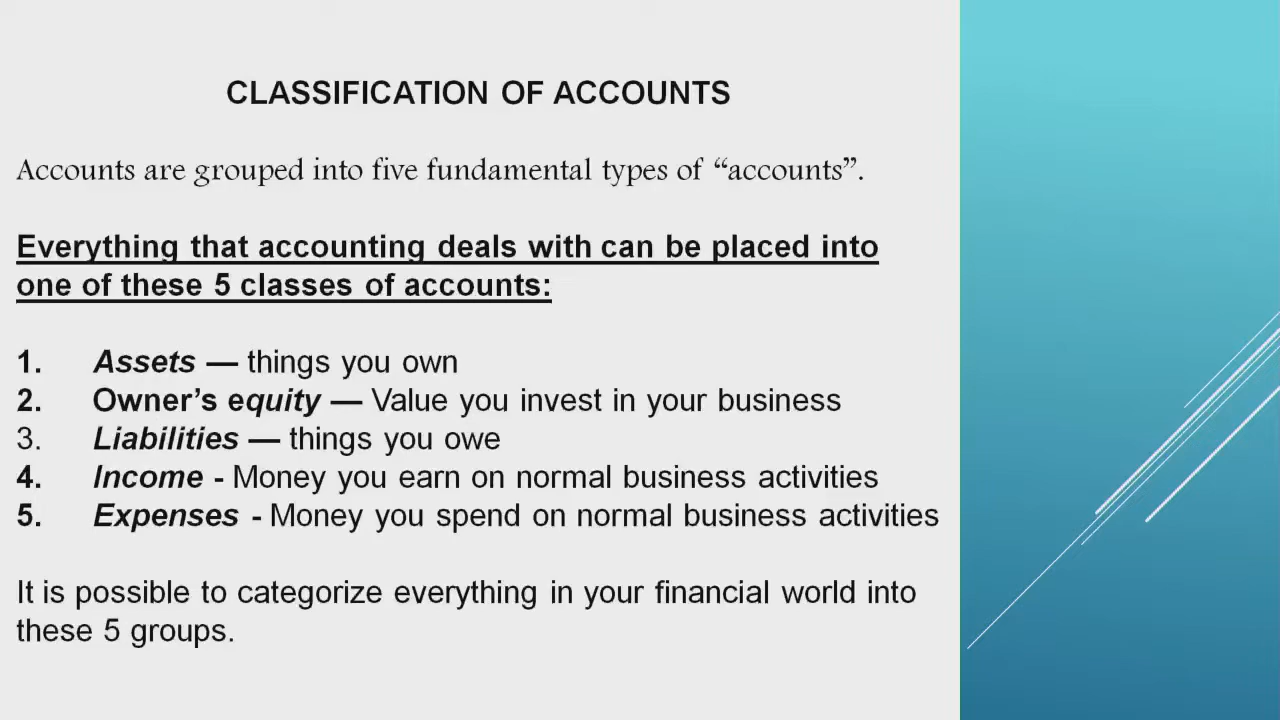 CLASSIFICATION OF ACCOUNTS
Accounts are grouped into five fundamental types of “accounts”.
Everything that accounting deals with can be placed into
one of these 5 classes of accounts:
1. Assets — things you own
2. Owner’s equity — Value you invest in your business
3. Liabilities — things you owe
4. Income - Money you earn on normal business activities
5. Expenses - Money you spend on normal business activities
It is possible to categorize everything in your financial world into
these 5 groups.